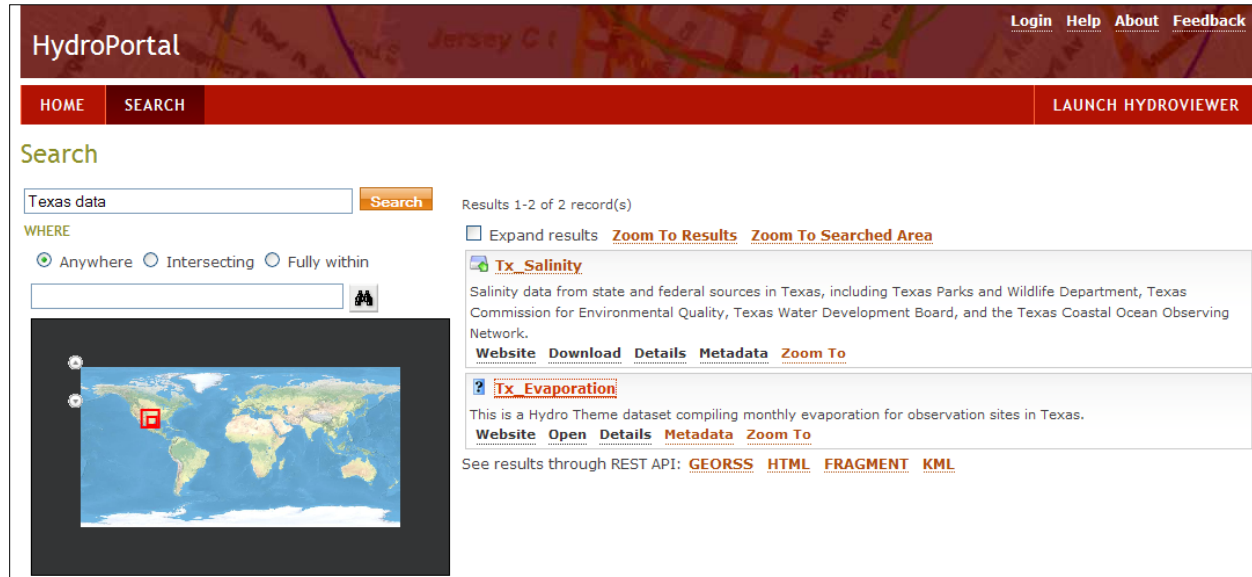 Login Help About Feedback
HydroPortal
Jersey C t
1.5 miles
HOME SEARCH LAUNCH HYDROVIEWER
Search
Texas data Search
WHERE
Anywhere Intersecting Fully within
Results 1-2 of 2 record(s)
Expand results Zoom To Results Zoom To Searched Area
Tx_Salinity
Salinity data from state and federal sources in Texas, including Texas Parks and Wildlife Department, Texas
Commission for Environmental Quality, Texas Water Development Board, and the Texas Coastal Ocean Observing
Network.
Website Download Details Metadata Zoom To
? Tx_Evaporation
This is a Hydro Theme dataset compiling monthly evaporation for observation sites in Texas.
Website Open Details Metadata Zoom To
See results through REST API: GEORSS HTML FRAGMENT KML